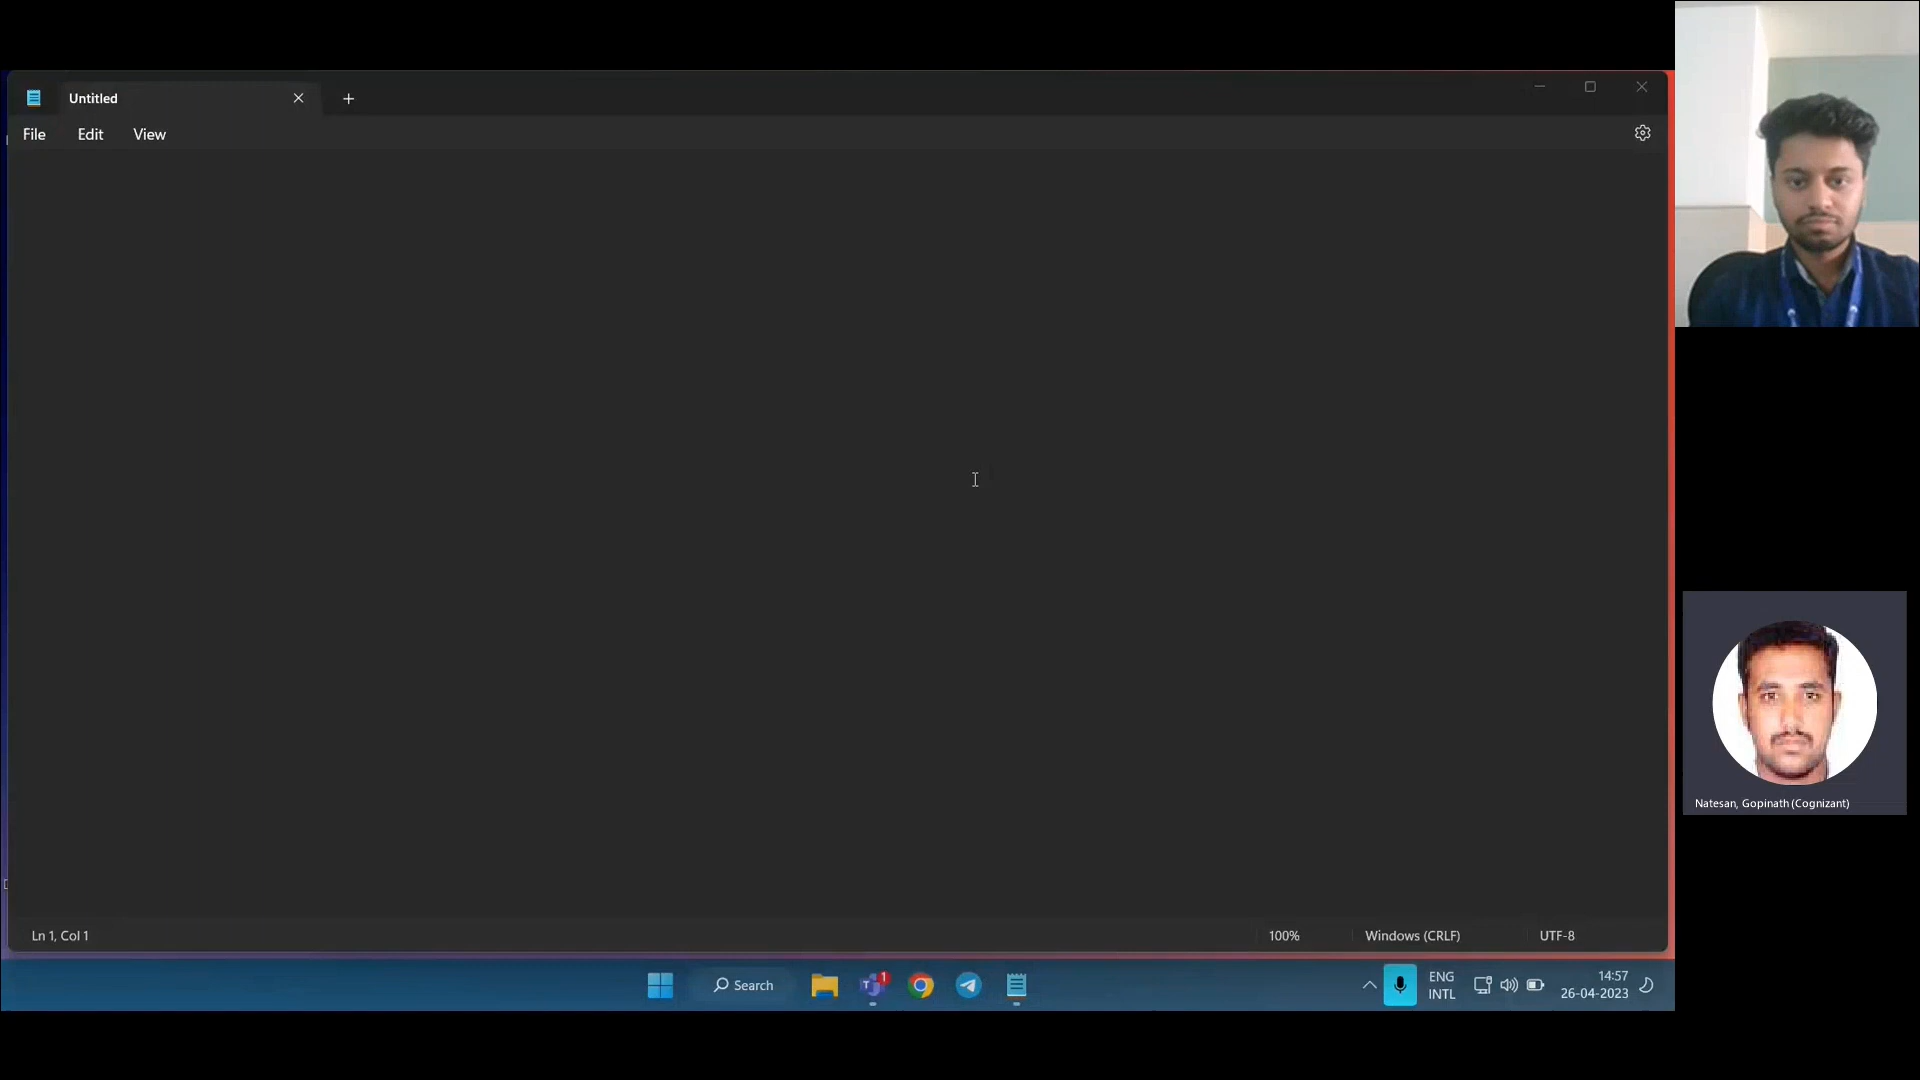 Untitled
File Edit View
Natesan, Gopinath (Cognizant)
Ln 1, Col 1 100% Windows (CRLF) UTF-8
Search 1 ENG 14:57
INTL 26-04-2023